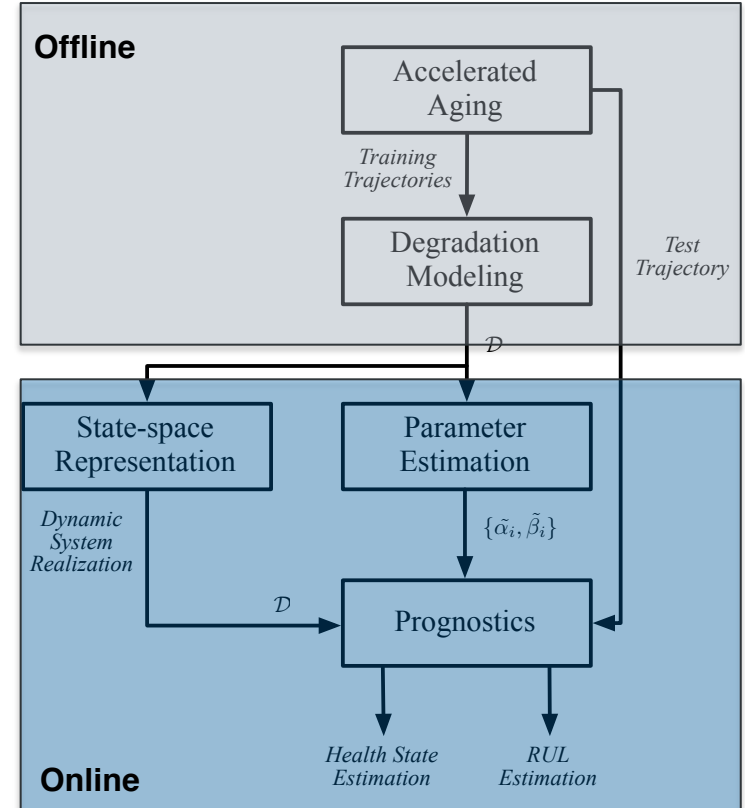 Offline
Accelerated
Aging
Training
Trajectories
Degradation
Modeling
Test
Trajectory
𝒟
State-space
Representation
Parameter
Estimation
Dynamic
System
Realization
{α̃ᵢ, β̃ᵢ}
𝒟
Prognostics
Health State
Estimation
RUL
Estimation
Online